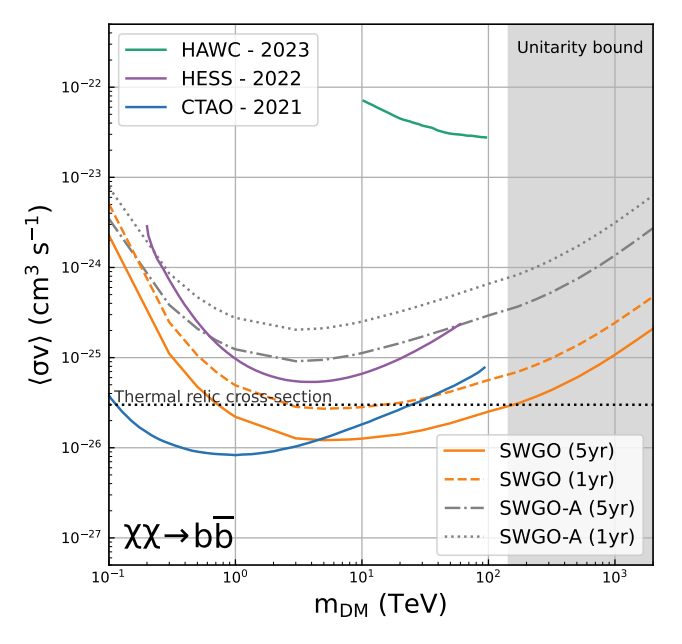 HAWC - 2023
HESS - 2022
CTAO - 2021
Unitarity bound
10⁻²²
10⁻²³
10⁻²⁴
10⁻²⁵
10⁻²⁶
10⁻²⁷
⟨σv⟩ (cm³ s⁻¹)
Thermal relic cross-section
SWGO (5yr)
SWGO (1yr)
SWGO-A (5yr)
SWGO-A (1yr)
χχ→bb̅
10⁻¹ 10⁰ 10¹ 10² 10³
m_DM (TeV)